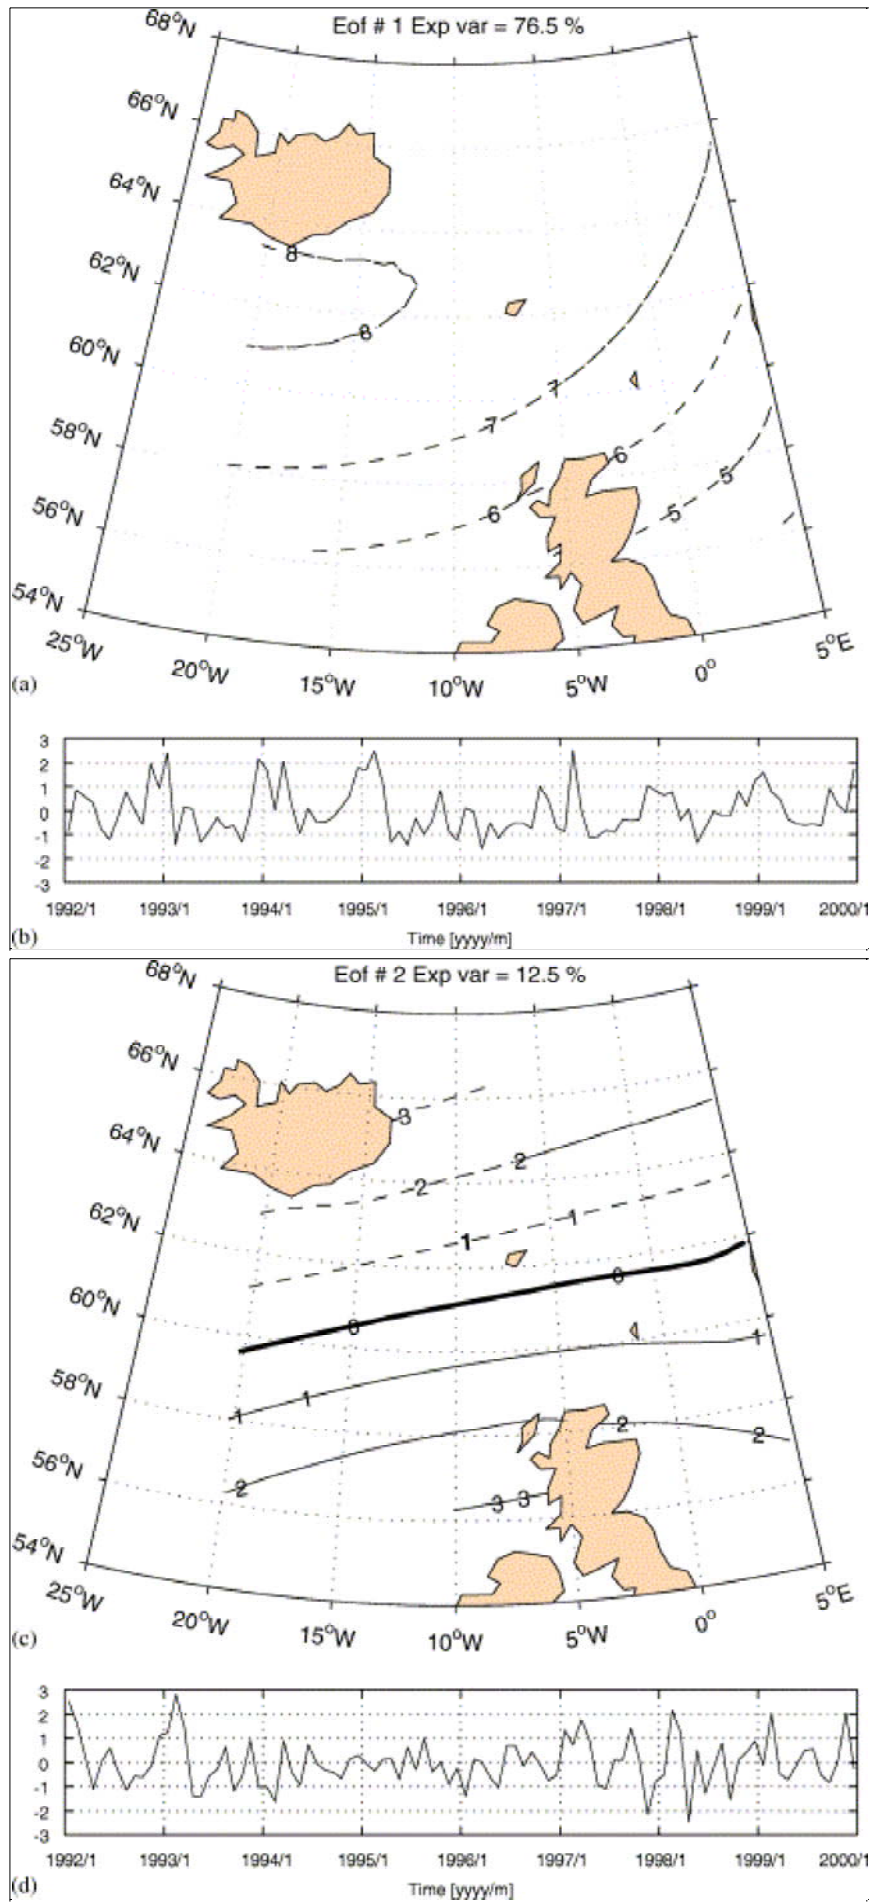 Eof # 1 Exp var = 76.5 %
68°N
66°N
64°N
62°N
60°N
58°N
56°N
54°N
8
8
7
7
6
6
5
5
25°W
20°W
15°W
10°W
5°W
0°
5°E
(a)
3
2
1
0
-1
-2
-3
1992/1 1993/1 1994/1 1995/1 1996/1 1997/1 1998/1 1999/1 2000/1
(b)
Time [yyyy/m]
Eof # 2 Exp var = 12.5 %
68°N
66°N
64°N
62°N
60°N
58°N
56°N
54°N
3
2
2
1
1
0
0
1
1
1
2
2
2
3
3
25°W
20°W
15°W
10°W
5°W
0°
5°E
(c)
3
2
1
0
-1
-2
-3
1992/1 1993/1 1994/1 1995/1 1996/1 1997/1 1998/1 1999/1 2000/1
(d)
Time [yyyy/m]